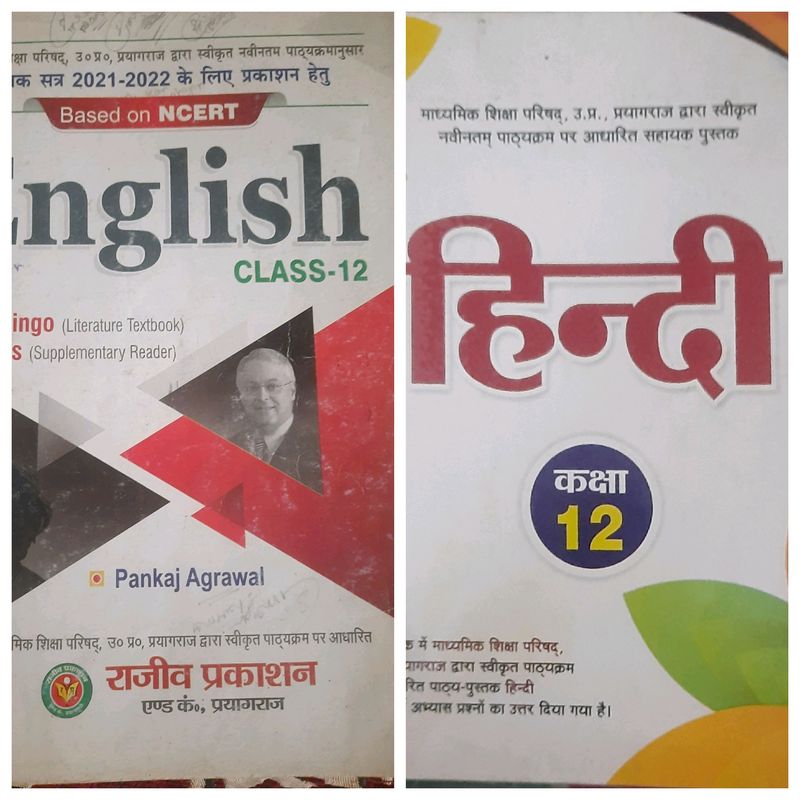 क्षा परिषद्, उ०प्र०, प्रयागराज द्वारा स्वीकृत नवीनतम पाठ्यक्रमानुसार
क सत्र 2021-2022 के लिए प्रकाशन हेतु
Based on NCERT
English
CLASS-12
ingo (Literature Textbook)
s (Supplementary Reader)
Pankaj Agrawal
मिक शिक्षा परिषद्, उ० प्र०, प्रयागराज द्वारा स्वीकृत पाठ्यक्रम पर आधारित
राजीव प्रकाशन
एण्ड कं०, प्रयागराज
माध्यमिक शिक्षा परिषद्, उ.प्र., प्रयागराज द्वारा स्वीकृत
नवीनतम् पाठ्यक्रम पर आधारित सहायक पुस्तक
हिन्दी
कक्षा
12
क में माध्यमिक शिक्षा परिषद्,
यागराज द्वारा स्वीकृत पाठ्यक्रम
रित पाठ्य-पुस्तक हिन्दी
अभ्यास प्रश्नों का उत्तर दिया गया है।